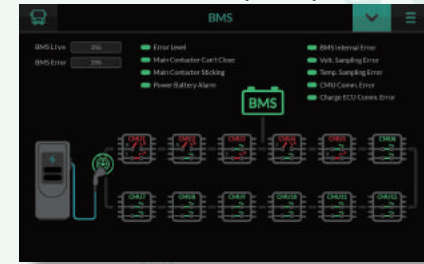 BMS
BMS Live
BMS Error
Error Level
Main Contactor Can't Close
Main Contactor Sticking
Power Battery Alarm
BMS Internal Error
Volt. Sampling Error
Temp. Sampling Error
CMU Comm. Error
Charge ECU Comm. Error
BMS
CMU1 CMU2 CMU3 CMU4 CMU5 CMU6
CMU7 CMU8 CMU9 CMU10 CMU11 CMU12